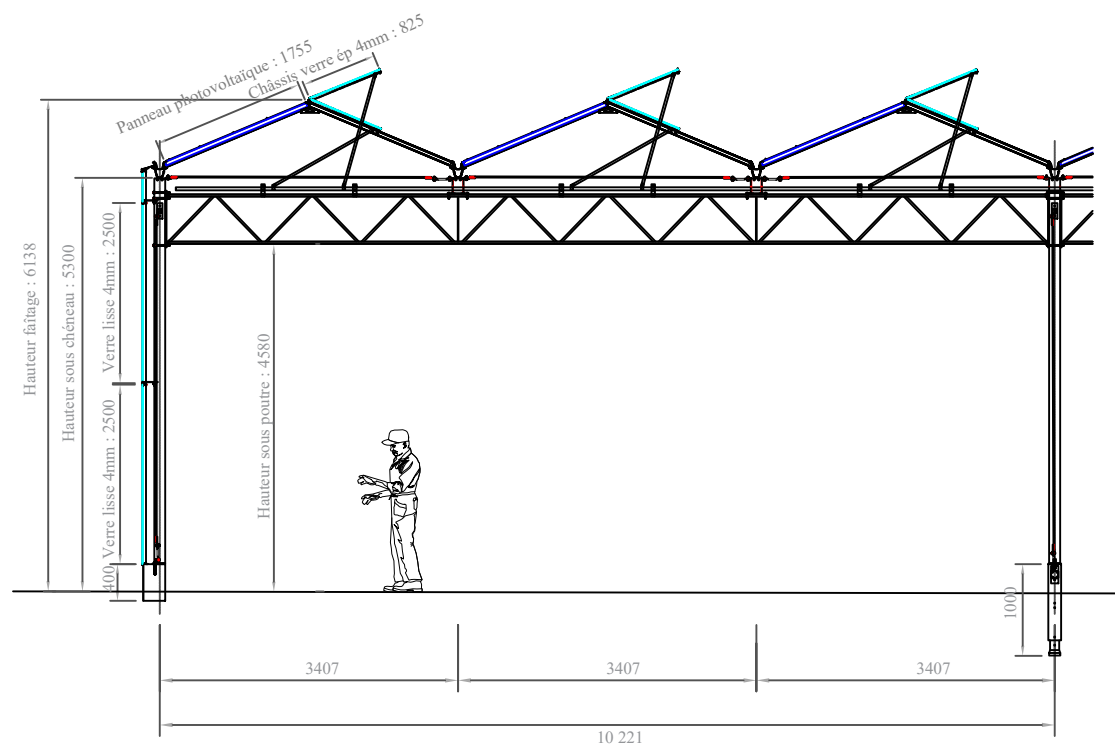 Panneau photovoltaïque : 1755
Châssis verre ép 4mm : 825
Hauteur faîtage : 6138
Hauteur sous chéneau : 5300
Verre lisse 4mm : 2500
Verre lisse 4mm : 2500
400
Hauteur sous poutre : 4580
1000
3407
3407
3407
10 221